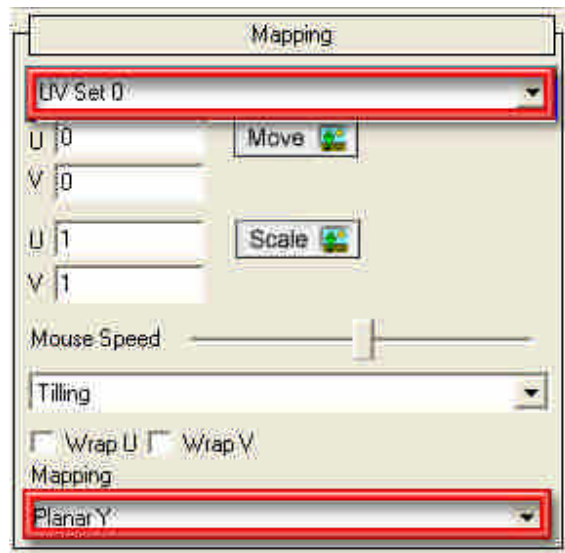 Mapping
UV Set 0
U 0 Move
V 0
U 1 Scale
V 1
Mouse Speed
Tilling
Wrap U Wrap V
Mapping
Planar Y